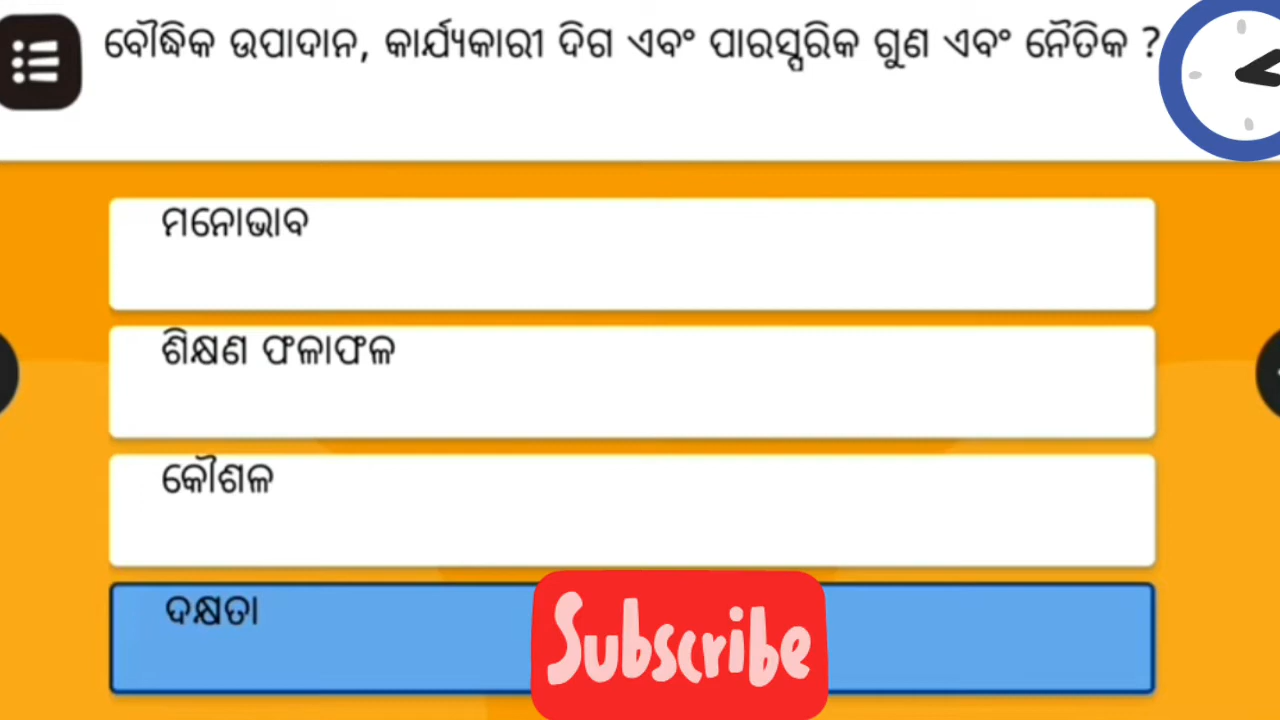 ବୌଦ୍ଧିକ ଉପାଦାନ, କାର୍ଯ୍ୟକାରୀ ଦିଗ ଏବଂ ପାରସ୍ପରିକ ଗୁଣ ଏବଂ ନୈତିକ ?
ମନୋଭାବ
ଶିକ୍ଷଣ ଫଳାଫଳ
କୌଶଳ
ଦକ୍ଷତା
Subscribe